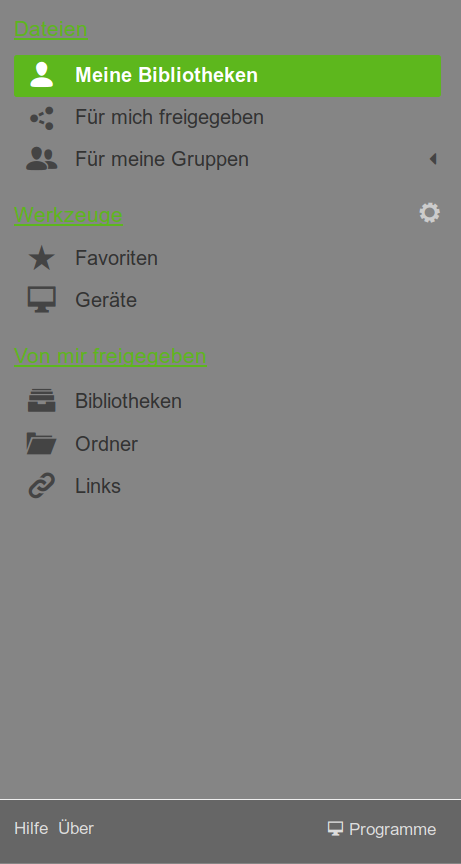 Dateien
Meine Bibliotheken
Für mich freigegeben
Für meine Gruppen
Werkzeuge
Favoriten
Geräte
Von mir freigegeben
Bibliotheken
Ordner
Links
Hilfe Über Programme